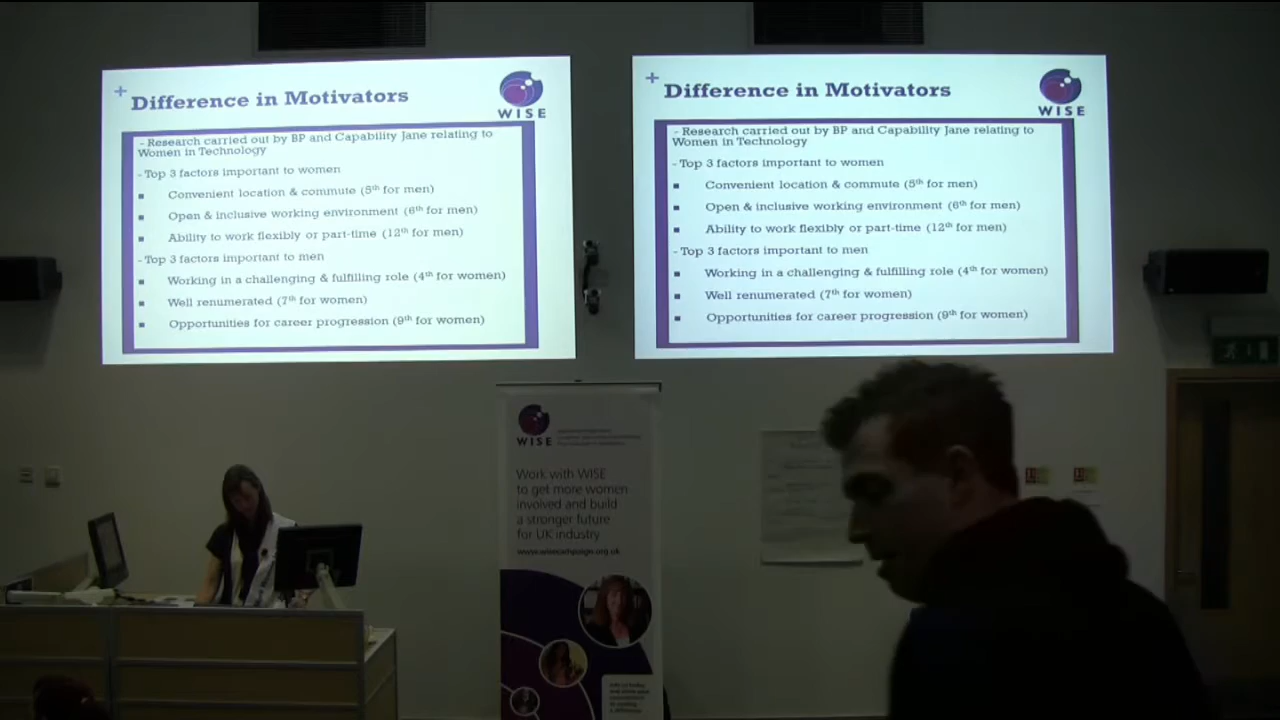 + Difference in Motivators
WISE
- Research carried out by BP and Capability Jane relating to
Women in Technology
- Top 3 factors important to women
■ Convenient location & commute (5th for men)
■ Open & inclusive working environment (6th for men)
■ Ability to work flexibly or part-time (12th for men)
- Top 3 factors important to men
■ Working in a challenging & fulfilling role (4th for women)
■ Well renumerated (7th for women)
■ Opportunities for career progression (9th for women)
+ Difference in Motivators
WISE
- Research carried out by BP and Capability Jane relating to
Women in Technology
- Top 3 factors important to women
■ Convenient location & commute (5th for men)
■ Open & inclusive working environment (6th for men)
■ Ability to work flexibly or part-time (12th for men)
- Top 3 factors important to men
■ Working in a challenging & fulfilling role (4th for women)
■ Well renumerated (7th for women)
■ Opportunities for career progression (9th for women)
WISE
Work with WISE
to get more women
involved and build
a stronger future
for UK industry
www.wisecampaign.org.uk